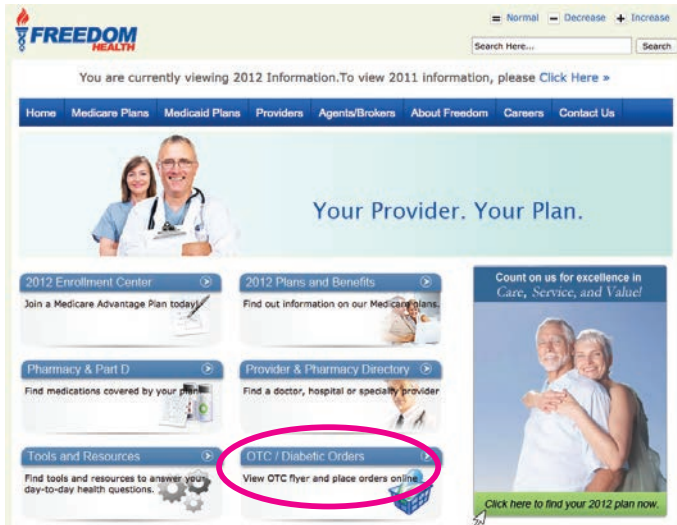 FREEDOM
HEALTH
= Normal - Decrease + Increase
Search Here... Search
You are currently viewing 2012 Information.To view 2011 information, please Click Here »
Home Medicare Plans Medicaid Plans Providers Agents/Brokers About Freedom Careers Contact Us
Your Provider. Your Plan.
2012 Enrollment Center
Join a Medicare Advantage Plan today!
2012 Plans and Benefits
Find out information on our Medicare plans.
Count on us for excellence in
Care, Service, and Value!
Pharmacy & Part D
Find medications covered by your plan
Provider & Pharmacy Directory
Find a doctor, hospital or specialty provider
Tools and Resources
Find tools and resources to answer your
day-to-day health questions.
OTC / Diabetic Orders
View OTC flyer and place orders online
Click here to find your 2012 plan now.